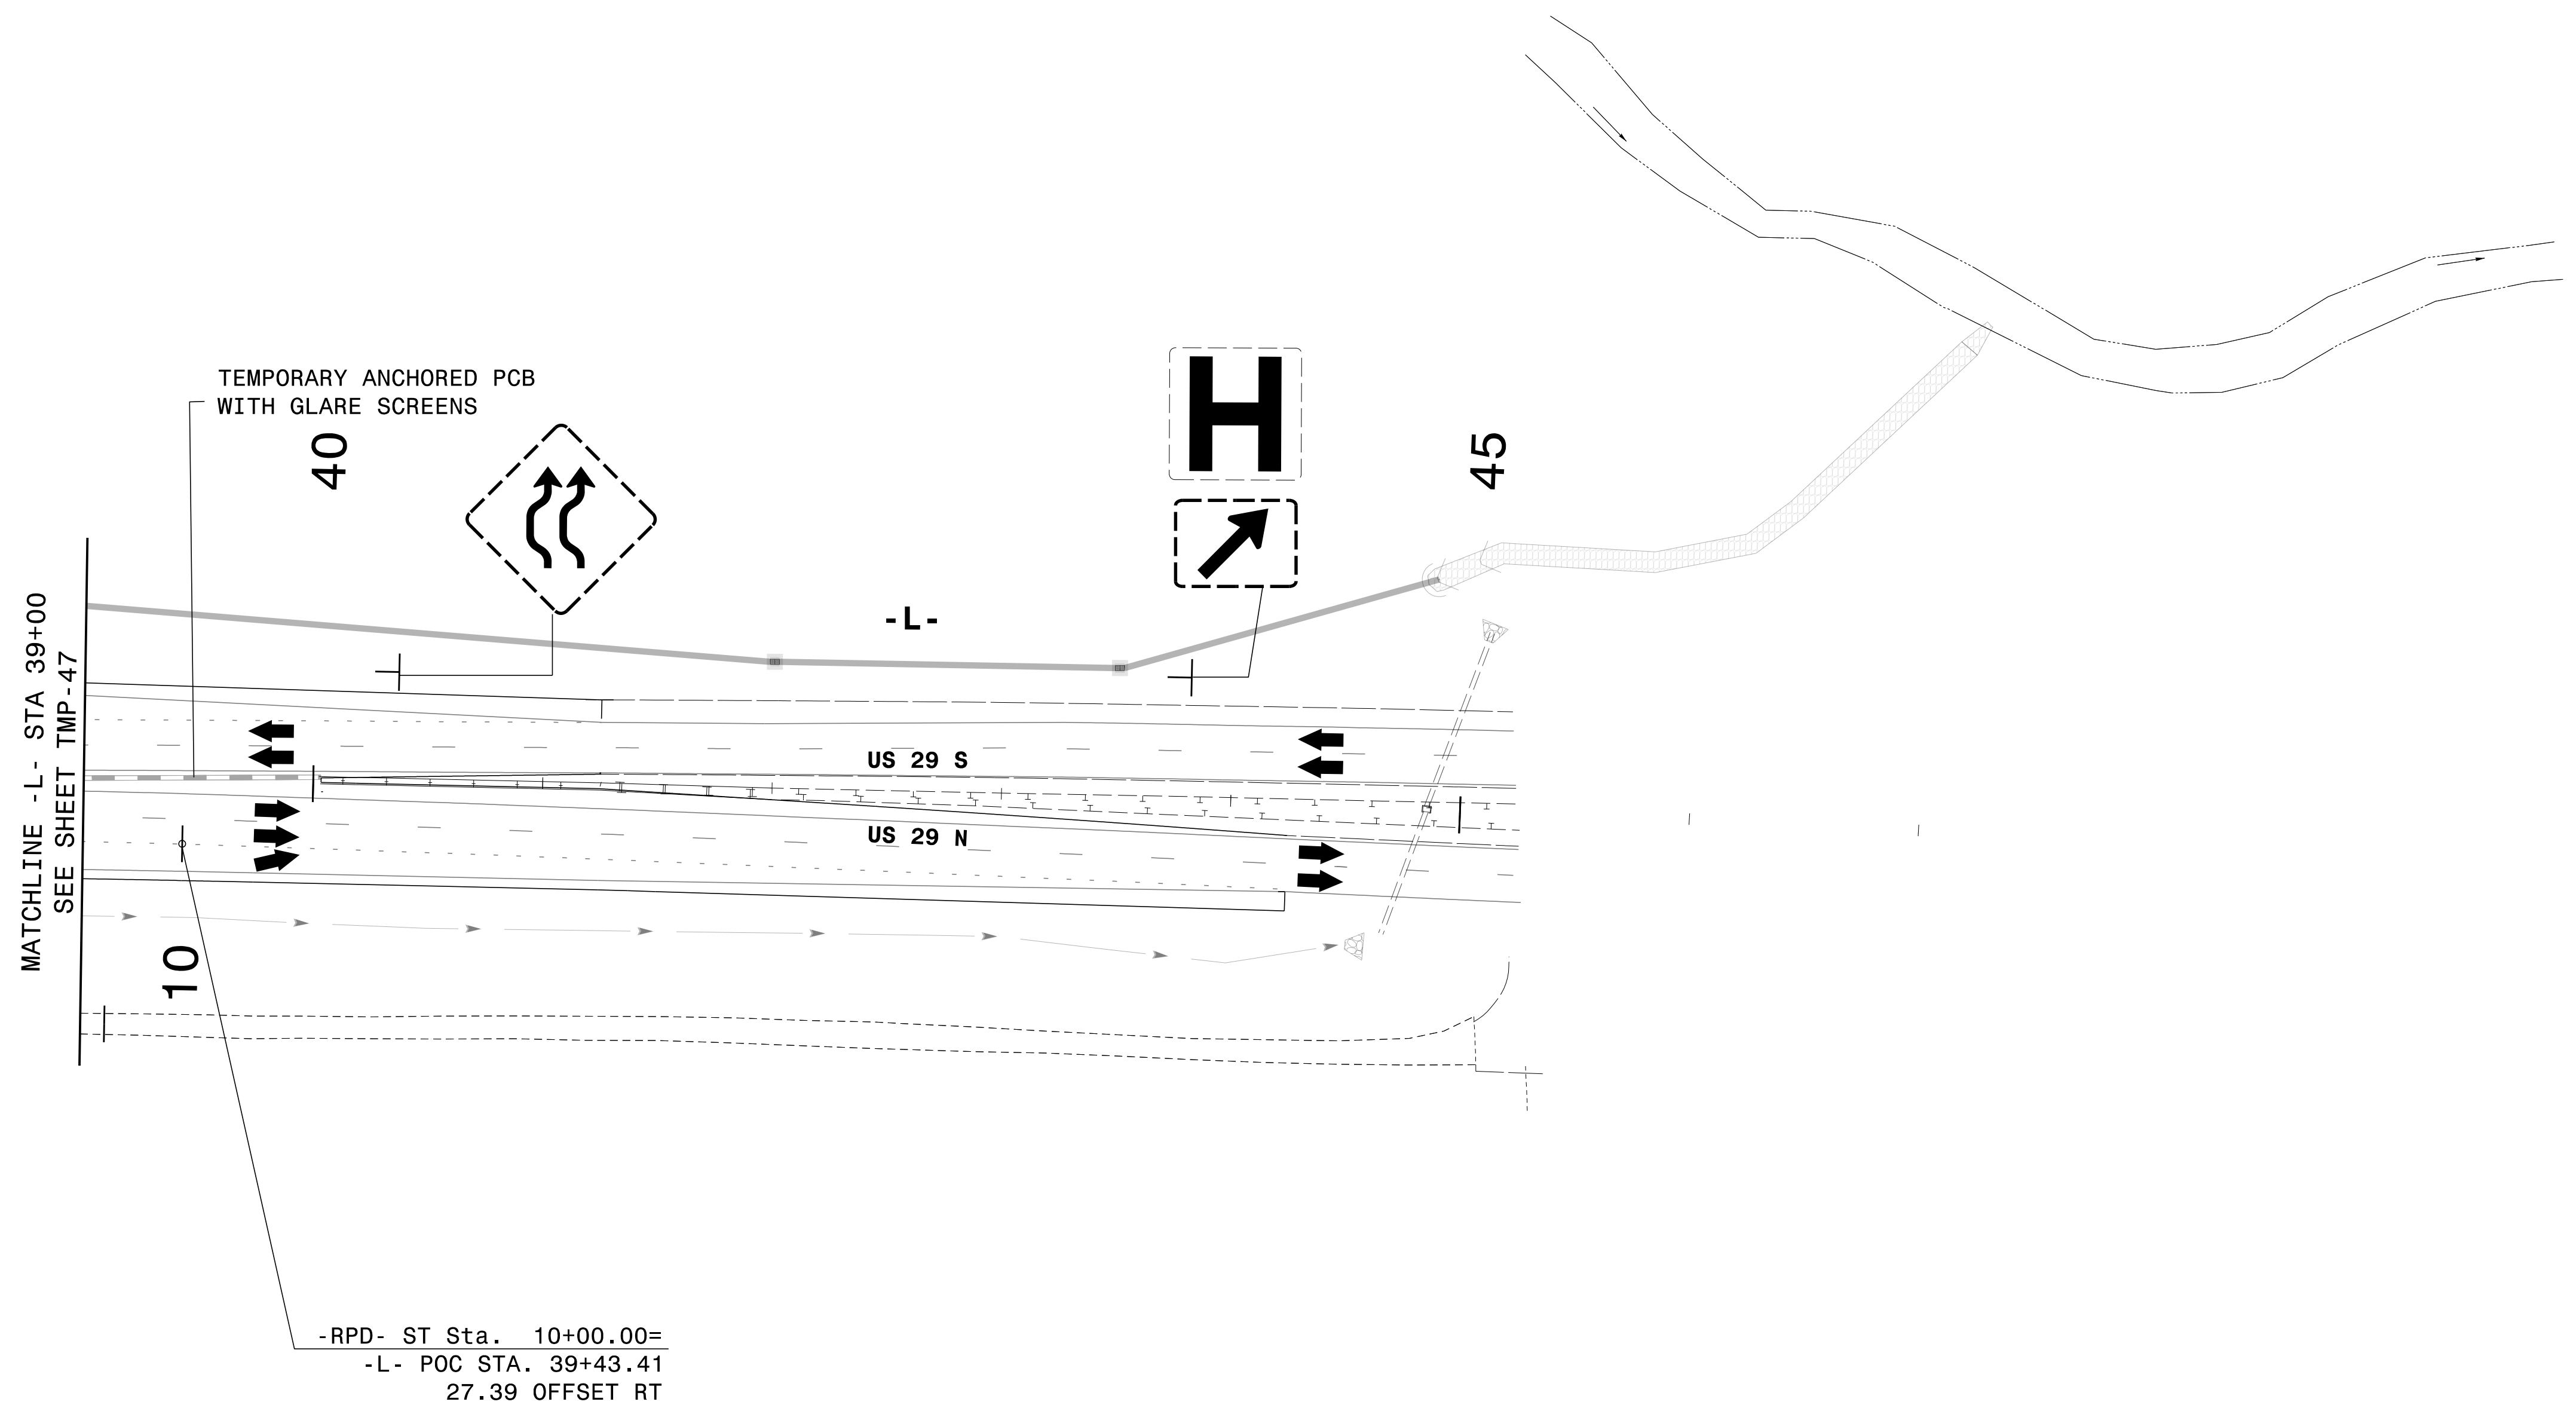 TEMPORARY ANCHORED PCB
WITH GLARE SCREENS
40
H
45
-L-
MATCHLINE -L- STA 39+00
SEE SHEET TMP-47
US 29 S
US 29 N
10
-RPD- ST Sta. 10+00.00=
-L- POC STA. 39+43.41
27.39 OFFSET RT